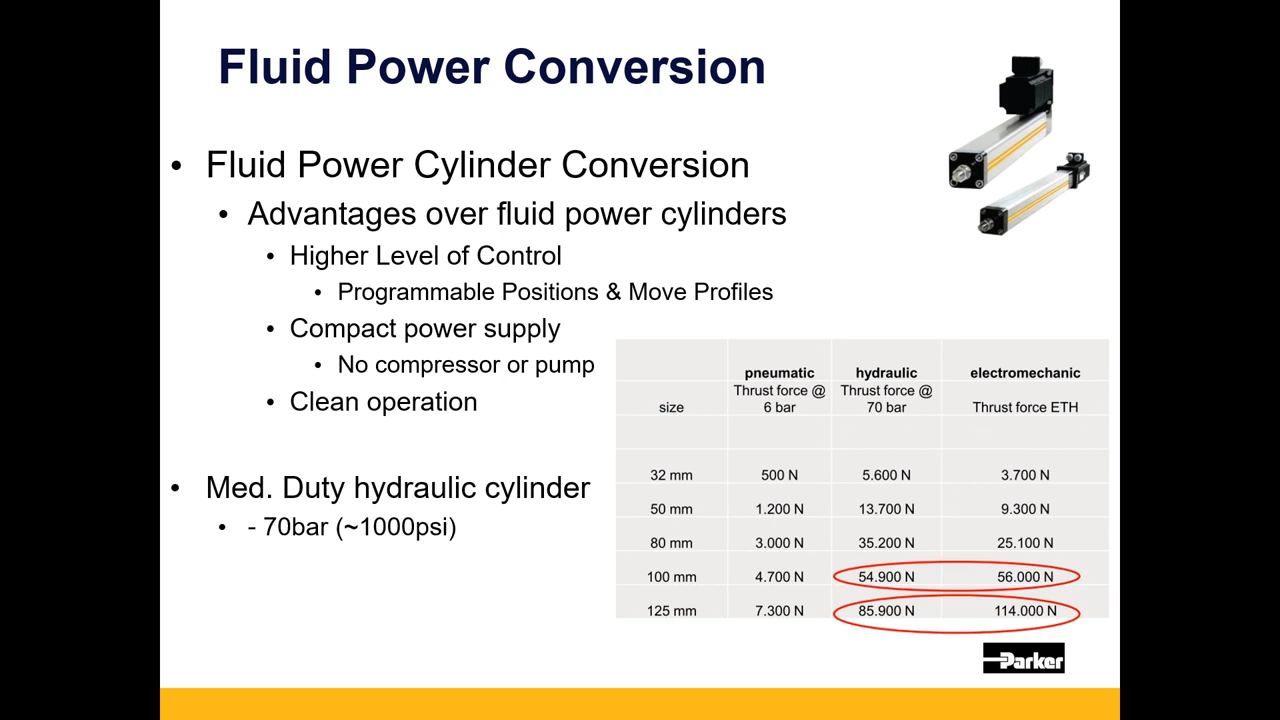 Fluid Power Conversion
• Fluid Power Cylinder Conversion
• Advantages over fluid power cylinders
• Higher Level of Control
• Programmable Positions & Move Profiles
• Compact power supply
• No compressor or pump
• Clean operation
• Med. Duty hydraulic cylinder
• - 70bar (~1000psi)
pneumatic hydraulic electromechanic
Thrust force @ Thrust force @
size 6 bar 70 bar Thrust force ETH
32 mm 500 N 5.600 N 3.700 N
50 mm 1.200 N 13.700 N 9.300 N
80 mm 3.000 N 35.200 N 25.100 N
100 mm 4.700 N 54.900 N 56.000 N
125 mm 7.300 N 85.900 N 114.000 N
Parker